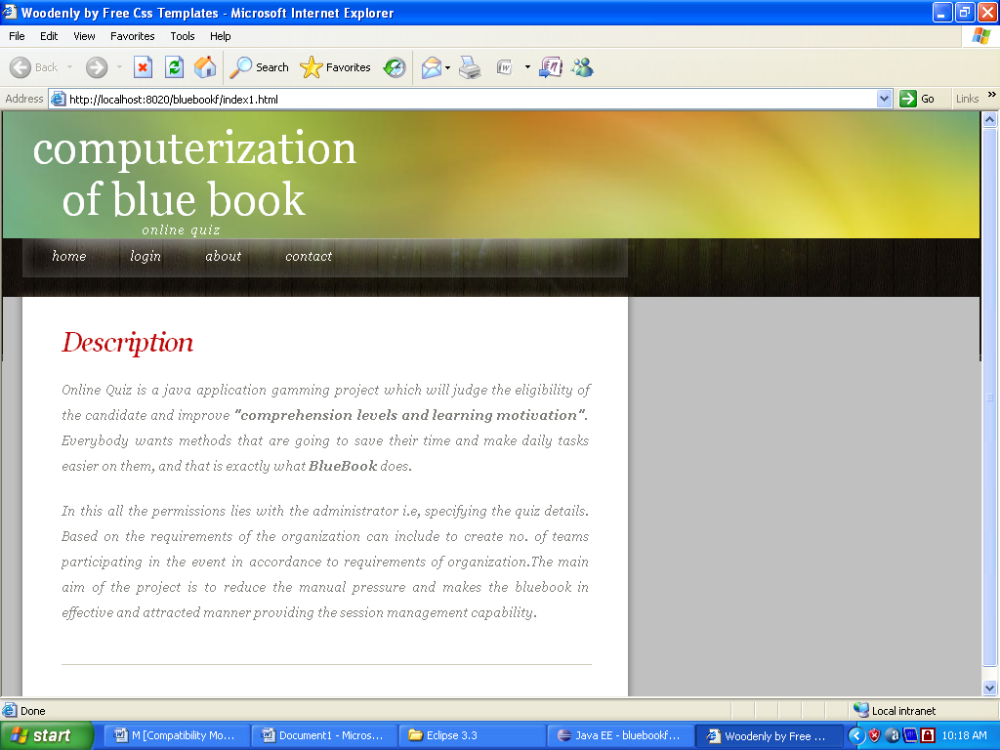 Woodenly by Free Css Templates - Microsoft Internet Explorer
File Edit View Favorites Tools Help
Back Search Favorites
Address http://localhost:8020/bluebookf/index1.html Go Links »
computerization
of blue book
online quiz
home login about contact
Description
Online Quiz is a java application gamming project which will judge the eligibility of
the candidate and improve "comprehension levels and learning motivation".
Everybody wants methods that are going to save their time and make daily tasks
easier on them, and that is exactly what BlueBook does.
In this all the permissions lies with the administrator i.e, specifying the quiz details.
Based on the requirements of the organization can include to create no. of teams
participating in the event in accordance to requirements of organization.The main
aim of the project is to reduce the manual pressure and makes the bluebook in
effective and attracted manner providing the session management capability.
Done Local intranet
start M [Compatibility Mo... Document1 - Micros... Eclipse 3.3 Java EE - bluebookf... Woodenly by Free ... 10:18 AM